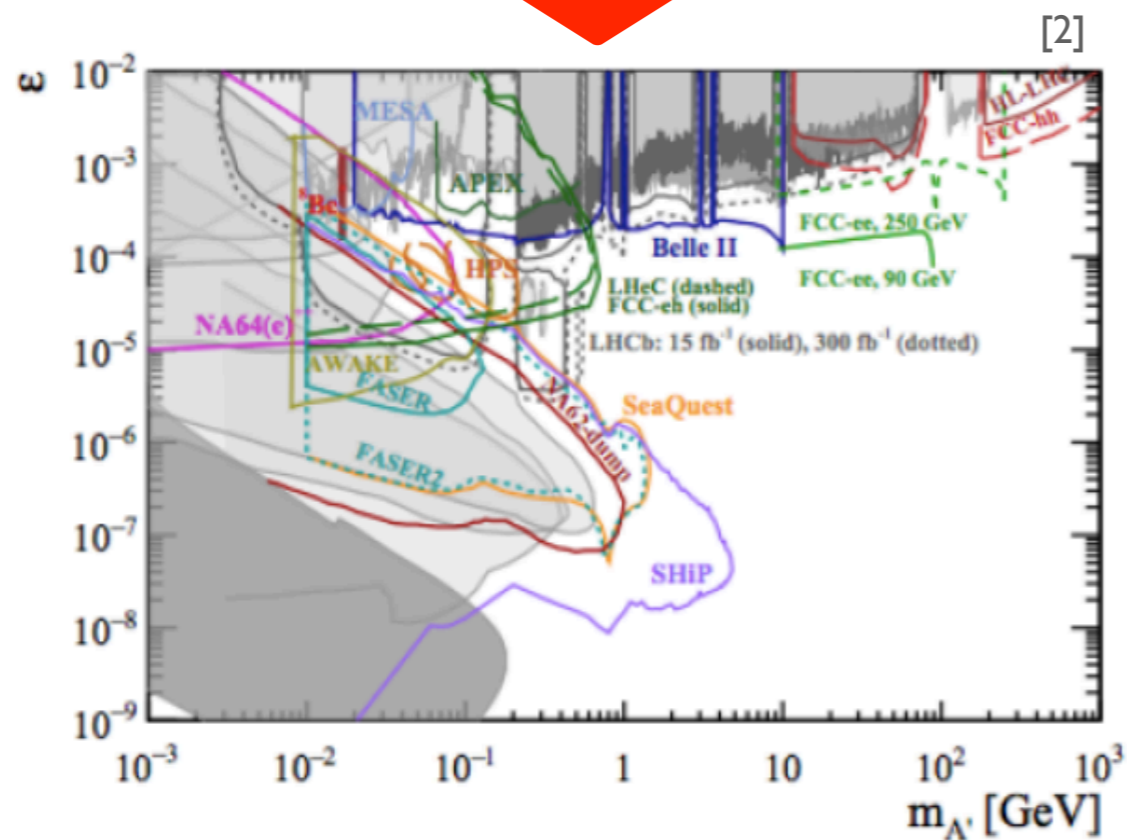 [2]
ε
10⁻²
10⁻³
10⁻⁴
10⁻⁵
10⁻⁶
10⁻⁷
10⁻⁸
10⁻⁹
MESA
HL-LHC
FCC-hh
APEX
⁸Be
FCC-ee, 250 GeV
Belle II
HPS
FCC-ee, 90 GeV
LHeC (dashed)
FCC-eh (solid)
NA64(e)⁻⁻
LHCb: 15 fb⁻¹ (solid), 300 fb⁻¹ (dotted)
AWAKE
FASER
NA62-dump
SeaQuest
FASER2
SHiP
10⁻³ 10⁻² 10⁻¹ 1 10 10² 10³
m_A' [GeV]